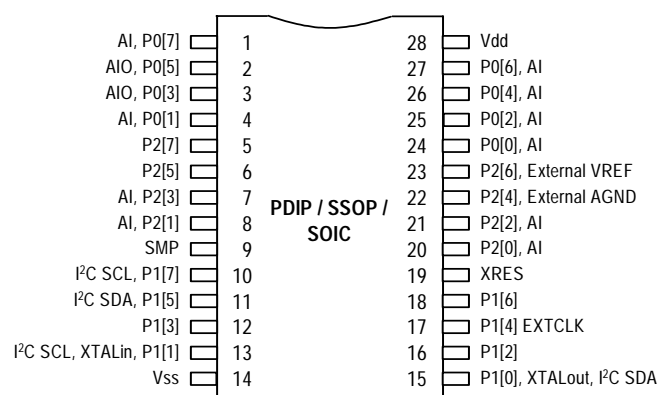 AI, P0[7] 1 28 Vdd
AIO, P0[5] 2 27 P0[6], AI
AIO, P0[3] 3 26 P0[4], AI
AI, P0[1] 4 25 P0[2], AI
P2[7] 5 24 P0[0], AI
P2[5] 6 23 P2[6], External VREF
AI, P2[3] 7 22 P2[4], External AGND
AI, P2[1] 8 21 P2[2], AI
PDIP / SSOP /
SOIC
SMP 9 20 P2[0], AI
I²C SCL, P1[7] 10 19 XRES
I²C SDA, P1[5] 11 18 P1[6]
P1[3] 12 17 P1[4] EXTCLK
I²C SCL, XTALin, P1[1] 13 16 P1[2]
Vss 14 15 P1[0], XTALout, I²C SDA